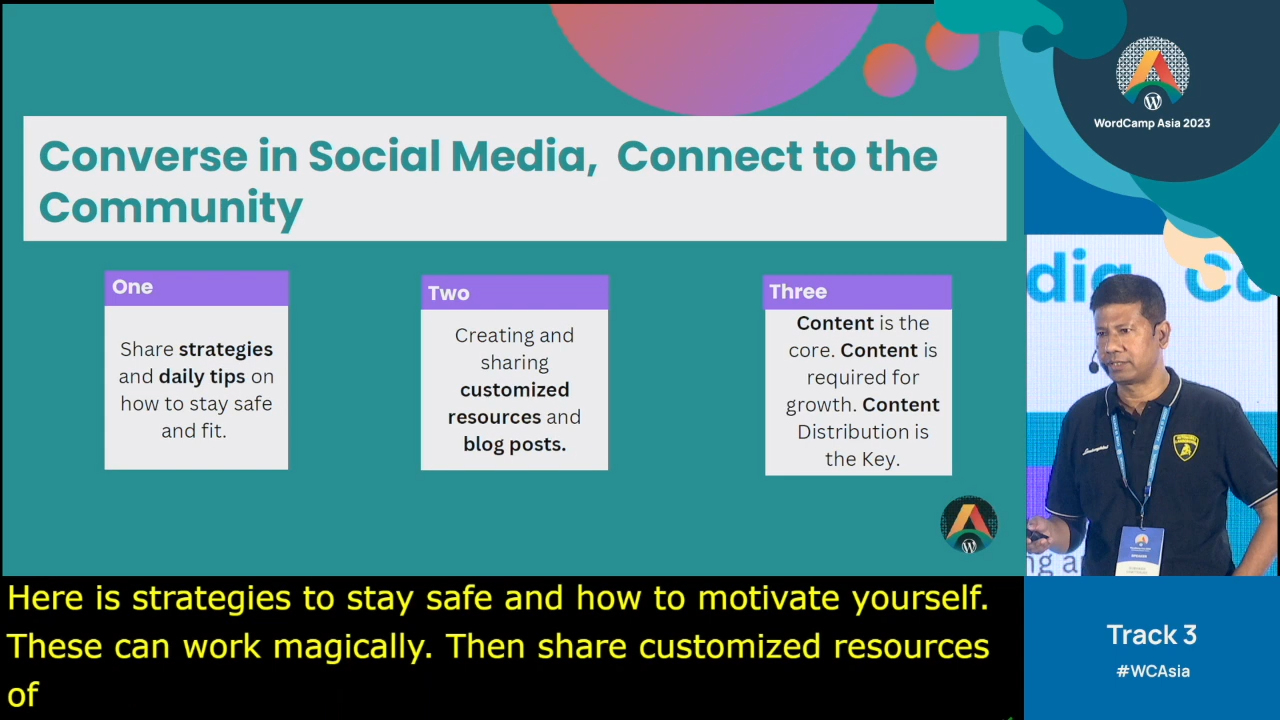 Converse in Social Media,  Connect to the
Community
One
Share strategies
and daily tips on
how to stay safe
and fit.
Two
Creating and
sharing
customized
resources and
blog posts.
Three
Content is the
core. Content is
required for
growth. Content
Distribution is
the Key.
WordCamp Asia 2023
dia
Co
ng a
Here is strategies to stay safe and how to motivate yourself.
These can work magically. Then share customized resources
of
Track 3
#WCAsia